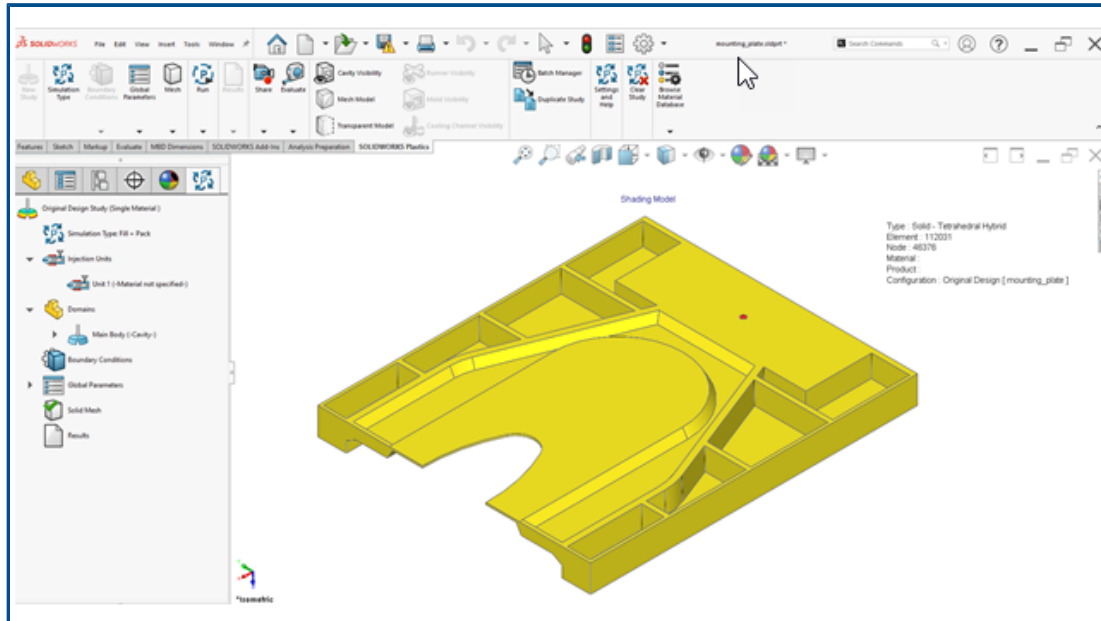 SOLIDWORKS File Edit View Insert Tools Window mounting_plate.sldprt * Search Commands
New Study
Simulation Type
Boundary Conditions
Global Parameters
Mesh
Run
Results
Share
Evaluate
Cavity Visibility
Runner Visibility
Mesh Model
Mold Visibility
Transparent Model
Cooling Channel Visibility
Batch Manager
Duplicate Study
Settings and Help
Clear Study
Browse Material Database
Features Sketch Markup Evaluate MBD Dimensions SOLIDWORKS Add-Ins Analysis Preparation SOLIDWORKS Plastics
Original Design Study (Single Material )
Simulation Type: Fill + Pack
Injection Units
Unit 1 (-Material not specified-)
Domains
Main Body (-Cavity-)
Boundary Conditions
Global Parameters
Solid Mesh
Results
Shading Model
Type : Solid - Tetrahedral Hybrid
Element : 112031
Node : 46376
Material :
Product :
Configuration : Original Design [ mounting_plate ]
*Isometric